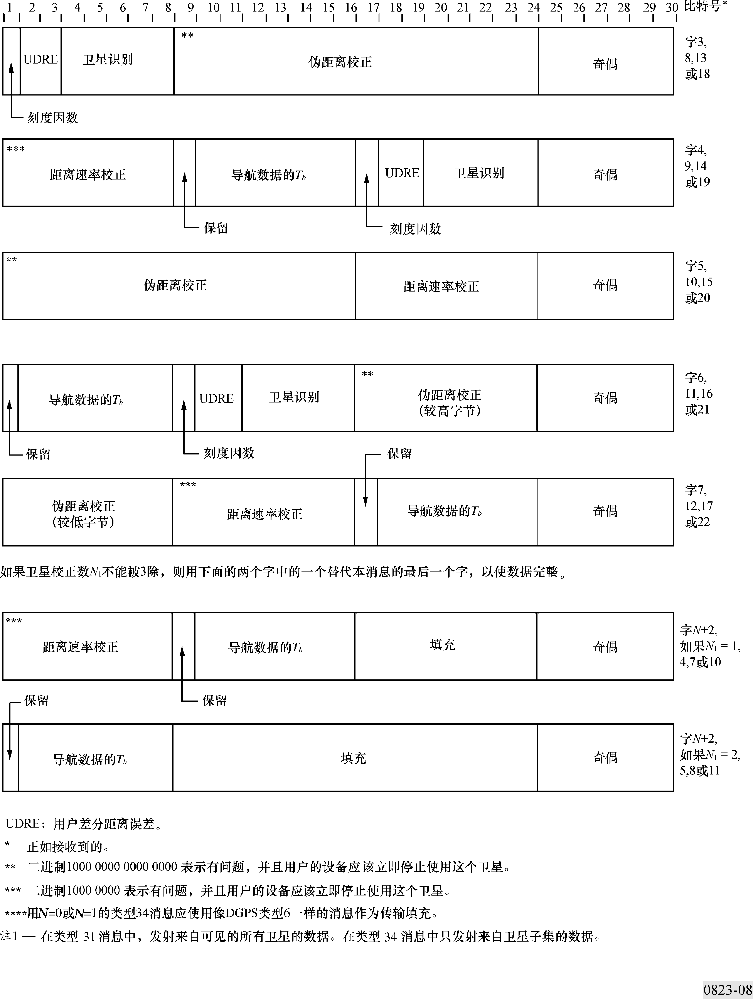 1 2 3 4 5 6 7 8 9 10 11 12 13 14 15 16 17 18 19 20 21 22 23 24 25 26 27 28 29 30 比特号*
UDRE 卫星识别 ** 伪距离校正 奇偶
字3,
8,13
或18
刻度因数
*** 距离速率校正 导航数据的Tb UDRE 卫星识别 奇偶
字4,
9,14
或19
保留 刻度因数
** 伪距离校正 距离速率校正 奇偶
字5,
10,15
或20
导航数据的Tb UDRE 卫星识别 ** 伪距离校正
(较高字节)
奇偶
字6,
11,16
或21
保留 刻度因数 保留
伪距离校正
(较低字节)
*** 距离速率校正 导航数据的Tb 奇偶
字7,
12,17
或22
如果卫星校正数N1不能被3除，则用下面的两个字中的一个替代本消息的最后一个字，以使数据完整。
*** 距离速率校正 导航数据的Tb 填充 奇偶
字N+2,
如果N1 = 1,
4,7或10
保留 保留
导航数据的Tb 填充 奇偶
字N+2,
如果N1 = 2,
5,8或11
UDRE：用户差分距离误差。
* 正如接收到的。
** 二进制1000 0000 0000 0000 表示有问题，并且用户的设备应该立即停止使用这个卫星。
*** 二进制1000 0000 表示有问题，并且用户的设备应该立即停止使用这个卫星。
****用N=0或N=1的类型34消息应使用像DGPS类型6一样的消息作为传输填充。
注1 — 在类型 31 消息中，发射来自可见的所有卫星的数据。在类型 34 消息中只发射来自卫星子集的数据。
0823-08